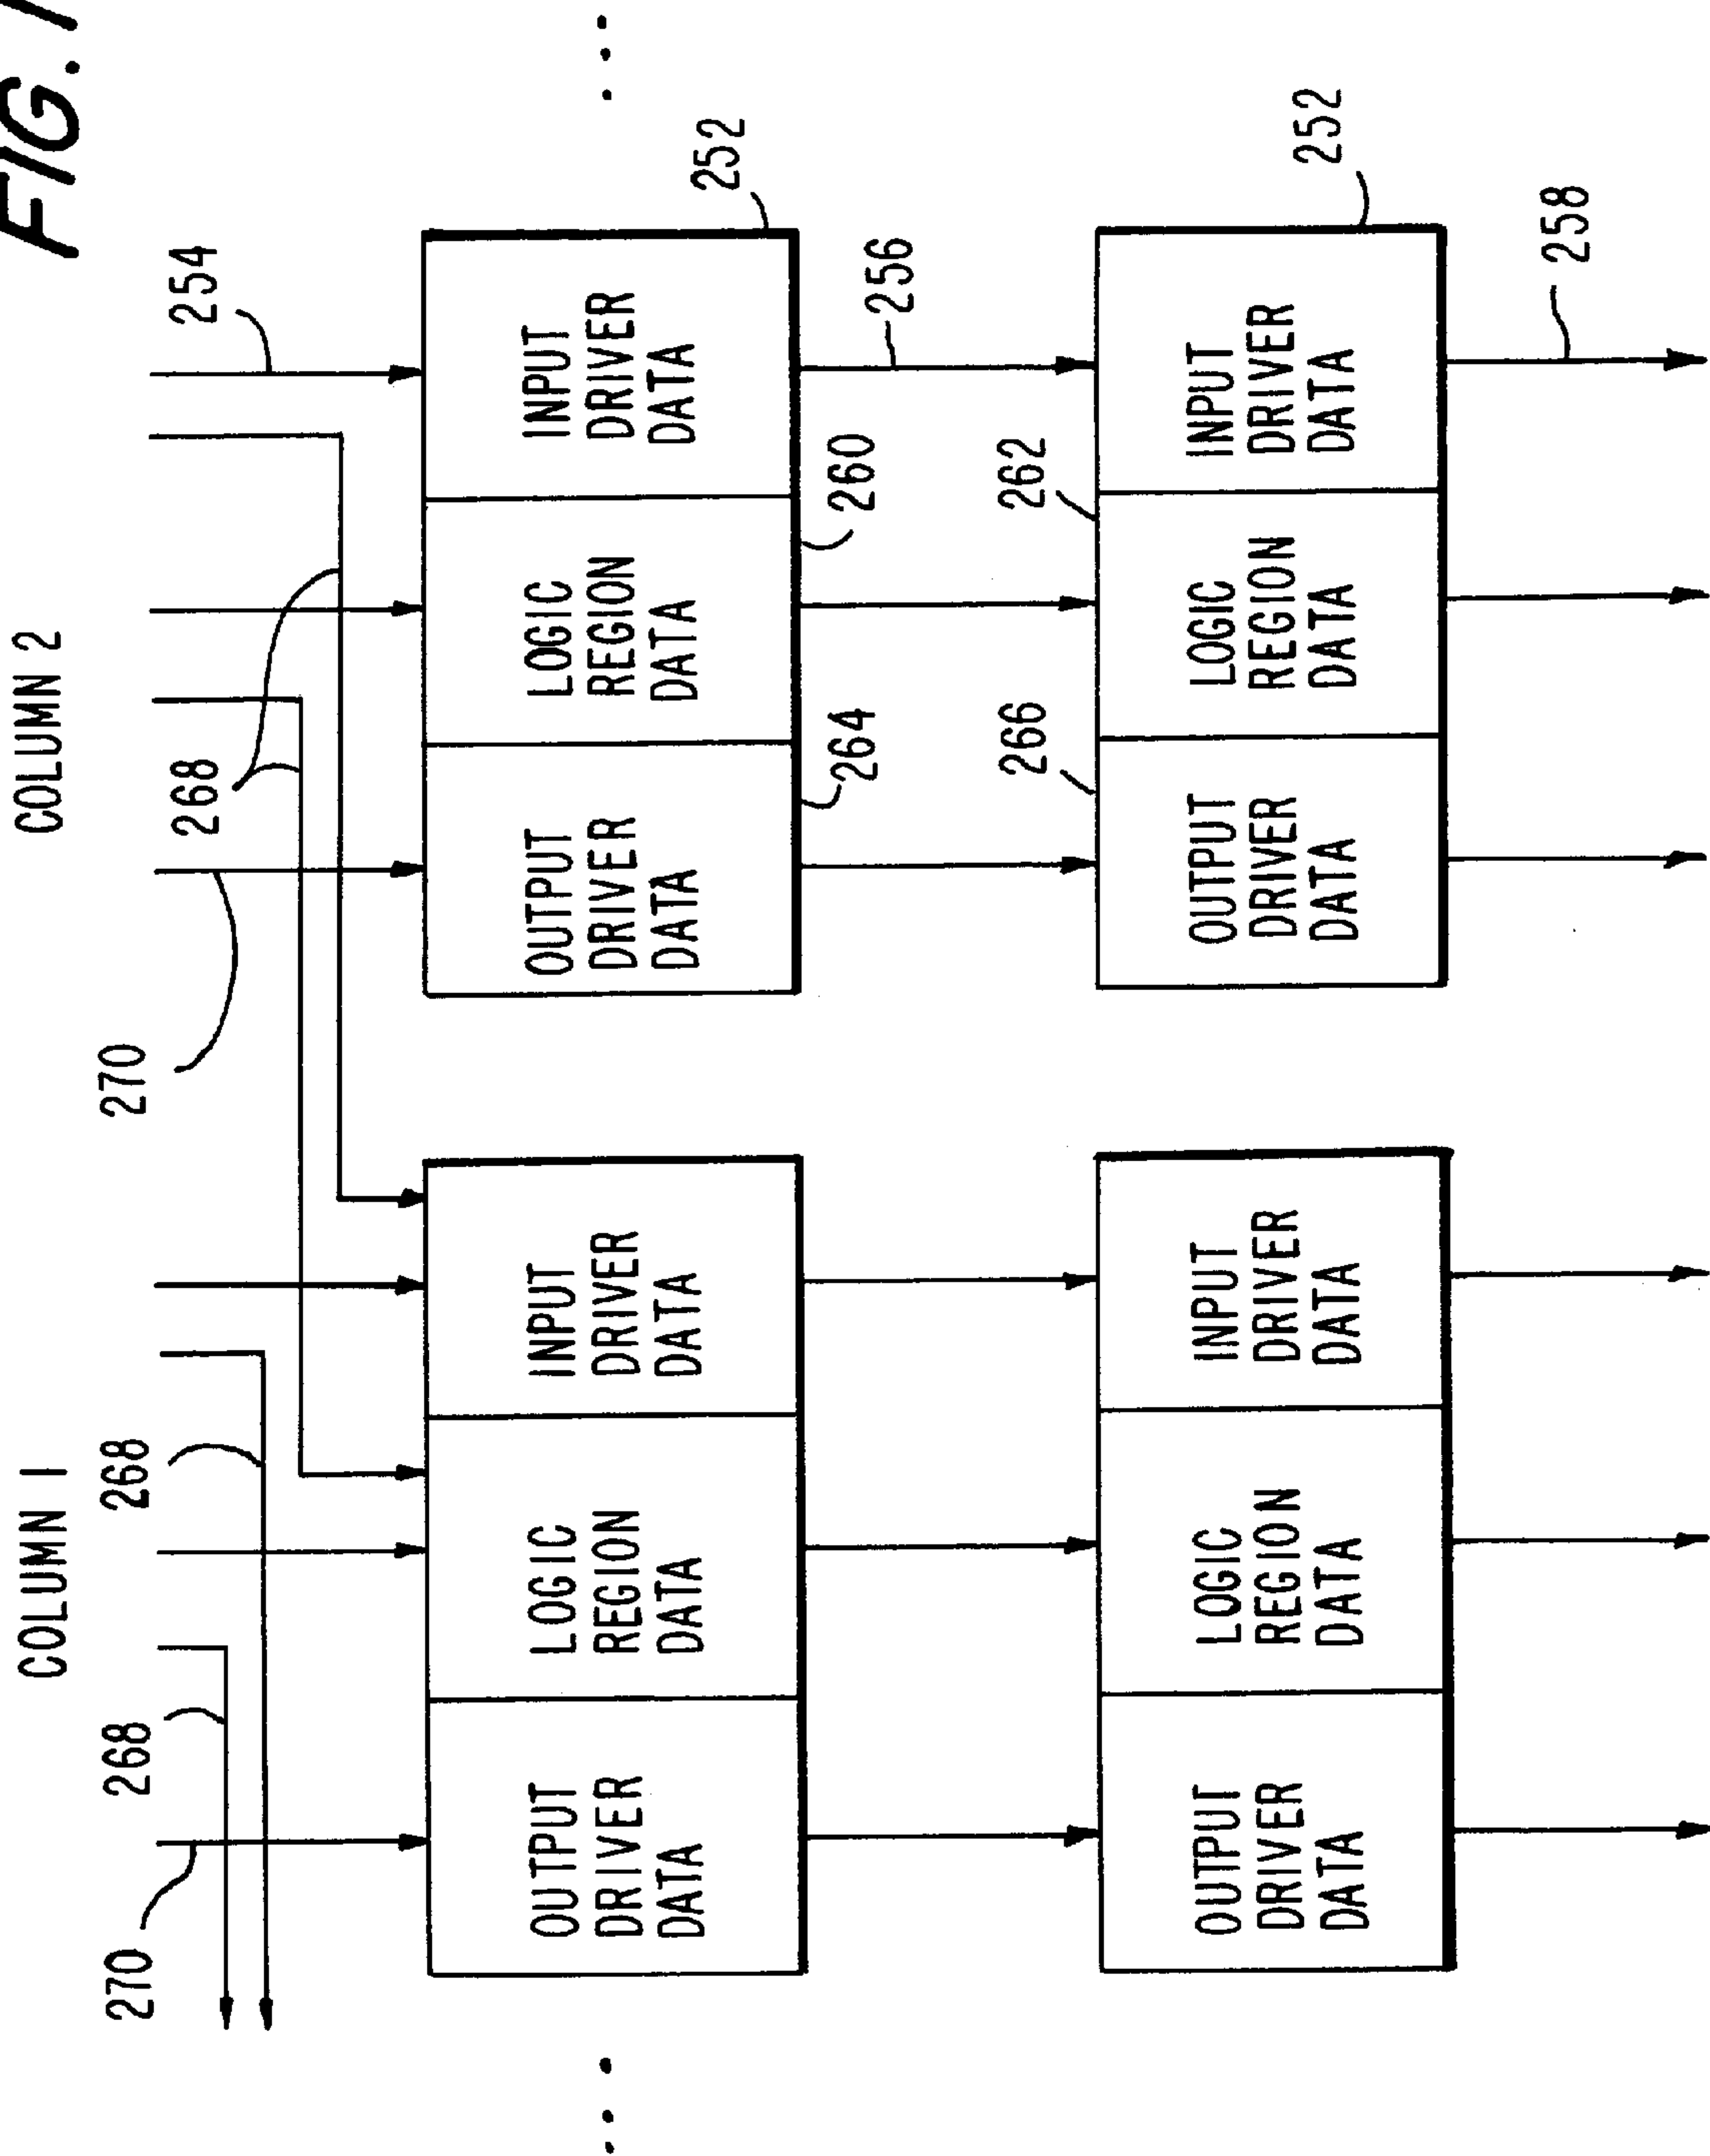 FIG.
COLUMN 1
COLUMN 2
270
268
268
270
268
254
OUTPUT
DRIVER
DATA
LOGIC
REGION
DATA
INPUT
DRIVER
DATA
OUTPUT
DRIVER
DATA
LOGIC
REGION
DATA
INPUT
DRIVER
DATA
252
264
260
256
266
262
OUTPUT
DRIVER
DATA
LOGIC
REGION
DATA
INPUT
DRIVER
DATA
OUTPUT
DRIVER
DATA
LOGIC
REGION
DATA
INPUT
DRIVER
DATA
252
258